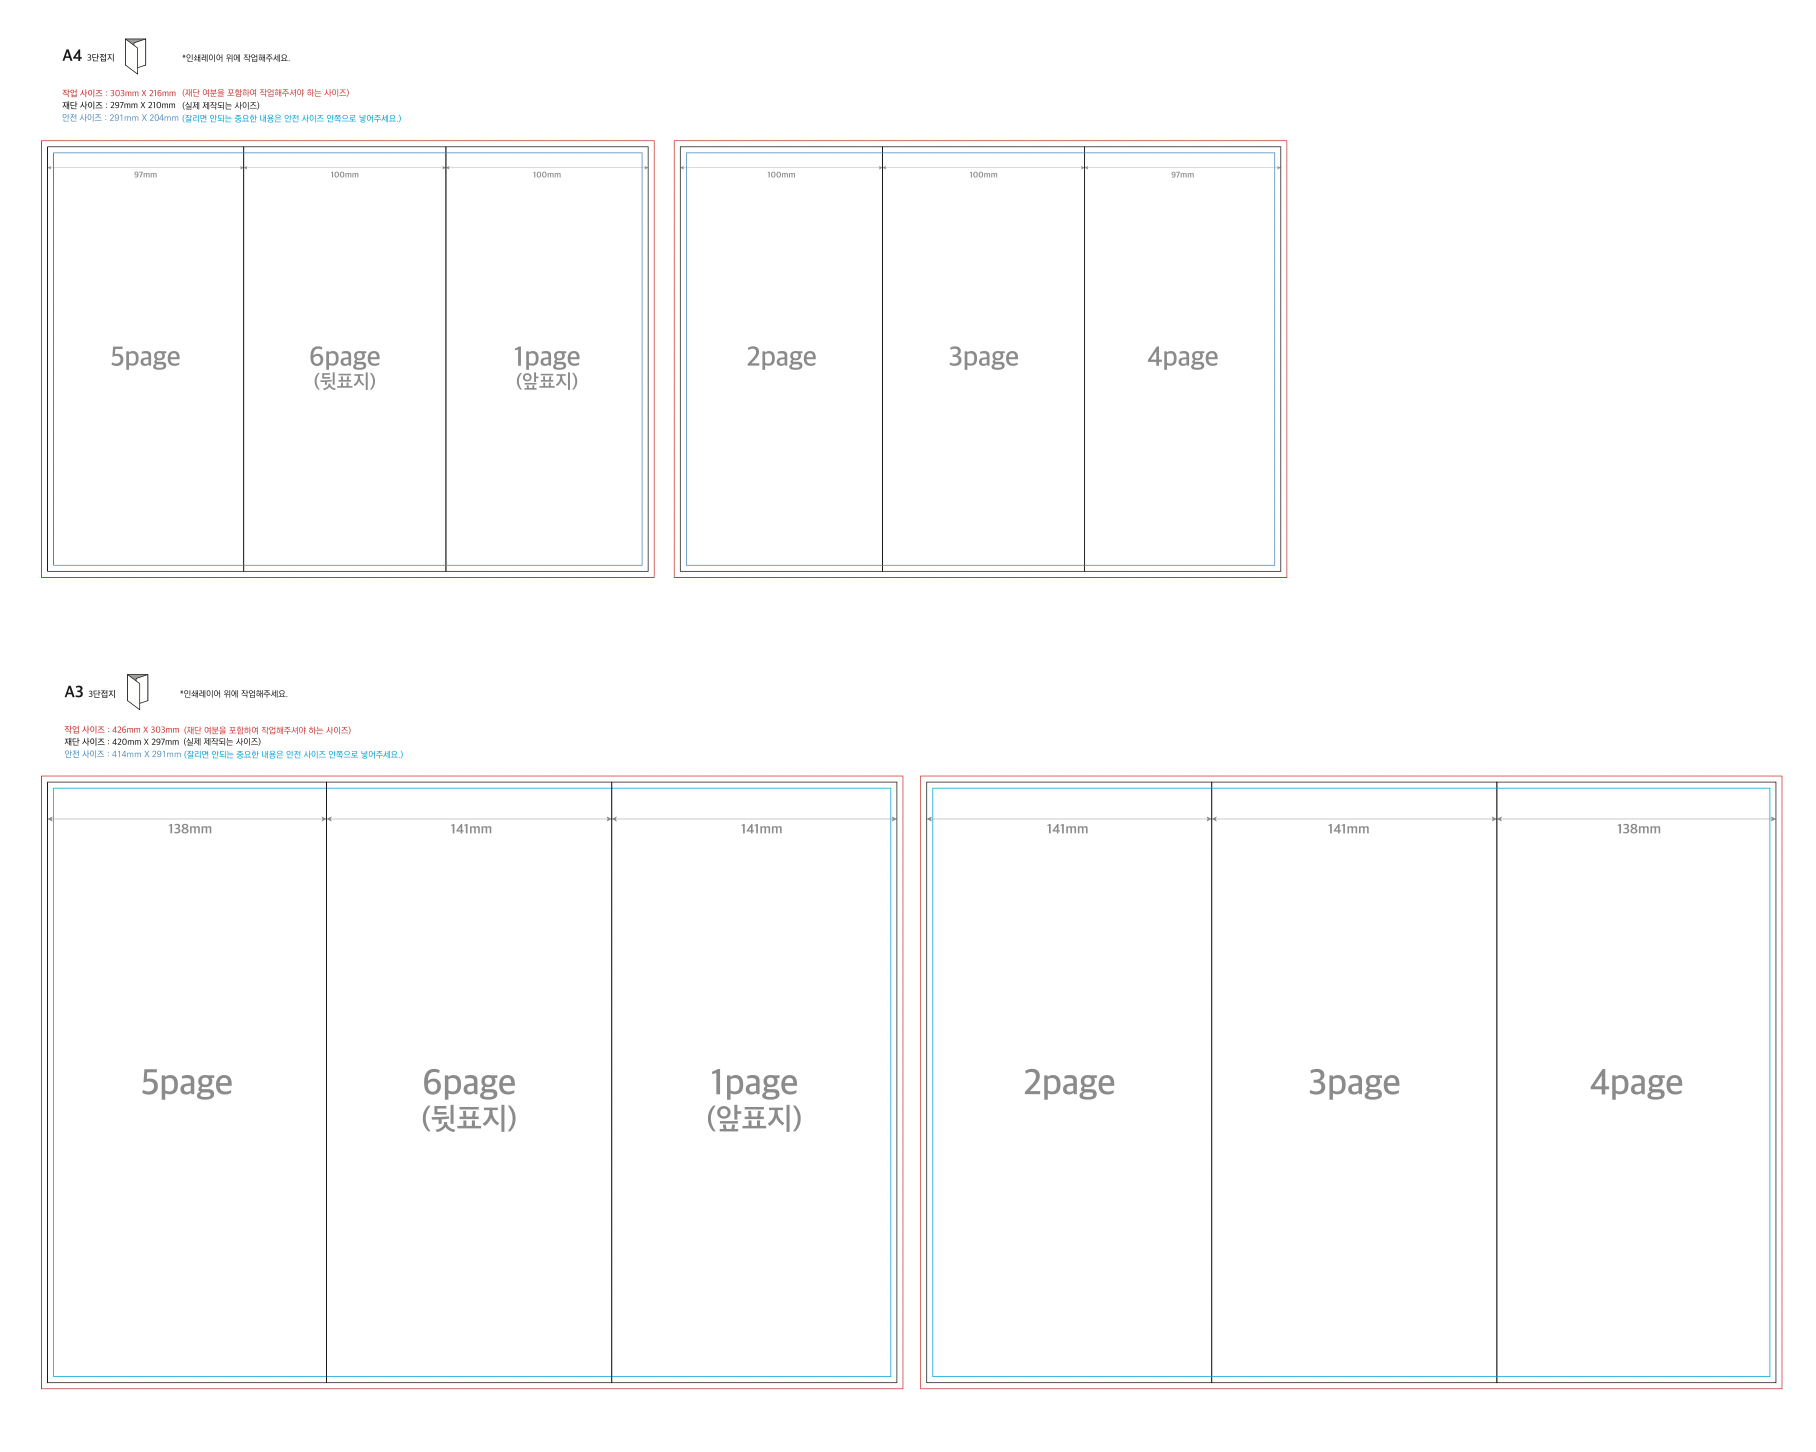 A4 3단접지 *인쇄레이어 위에 작업해주세요.
작업 사이즈 : 303mm X 216mm (재단 여분을 포함하여 작업해주셔야 하는 사이즈)
재단 사이즈 : 297mm X 210mm (실제 제작되는 사이즈)
안전 사이즈 : 291mm X 204mm (잘리면 안되는 중요한 내용은 안전 사이즈 안쪽으로 넣어주세요.)
97mm 100mm 100mm 100mm 100mm 97mm
5page 6page 1page 2page 3page 4page
(뒷표지) (앞표지)
A3 3단접지 *인쇄레이어 위에 작업해주세요.
작업 사이즈 : 426mm X 303mm (재단 여분을 포함하여 작업해주셔야 하는 사이즈)
재단 사이즈 : 420mm X 297mm (실제 제작되는 사이즈)
안전 사이즈 : 414mm X 291mm (잘리면 안되는 중요한 내용은 안전 사이즈 안쪽으로 넣어주세요.)
138mm 141mm 141mm 141mm 141mm 138mm
5page 6page 1page 2page 3page 4page
(뒷표지) (앞표지)